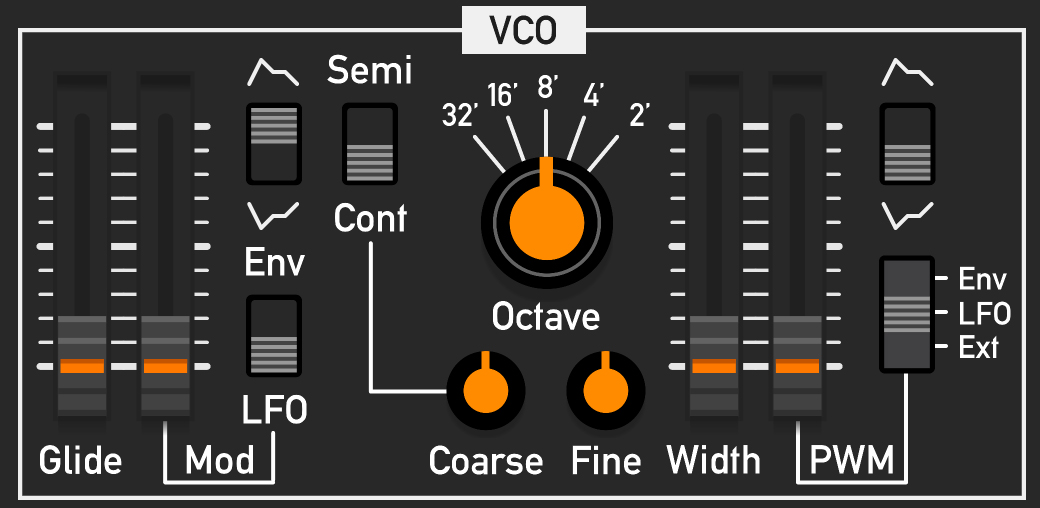 VCO
Semi
32' 16' 8' 4' 2'
Cont
Env
Env
LFO
Ext
Octave
LFO
Glide Mod Coarse Fine Width PWM